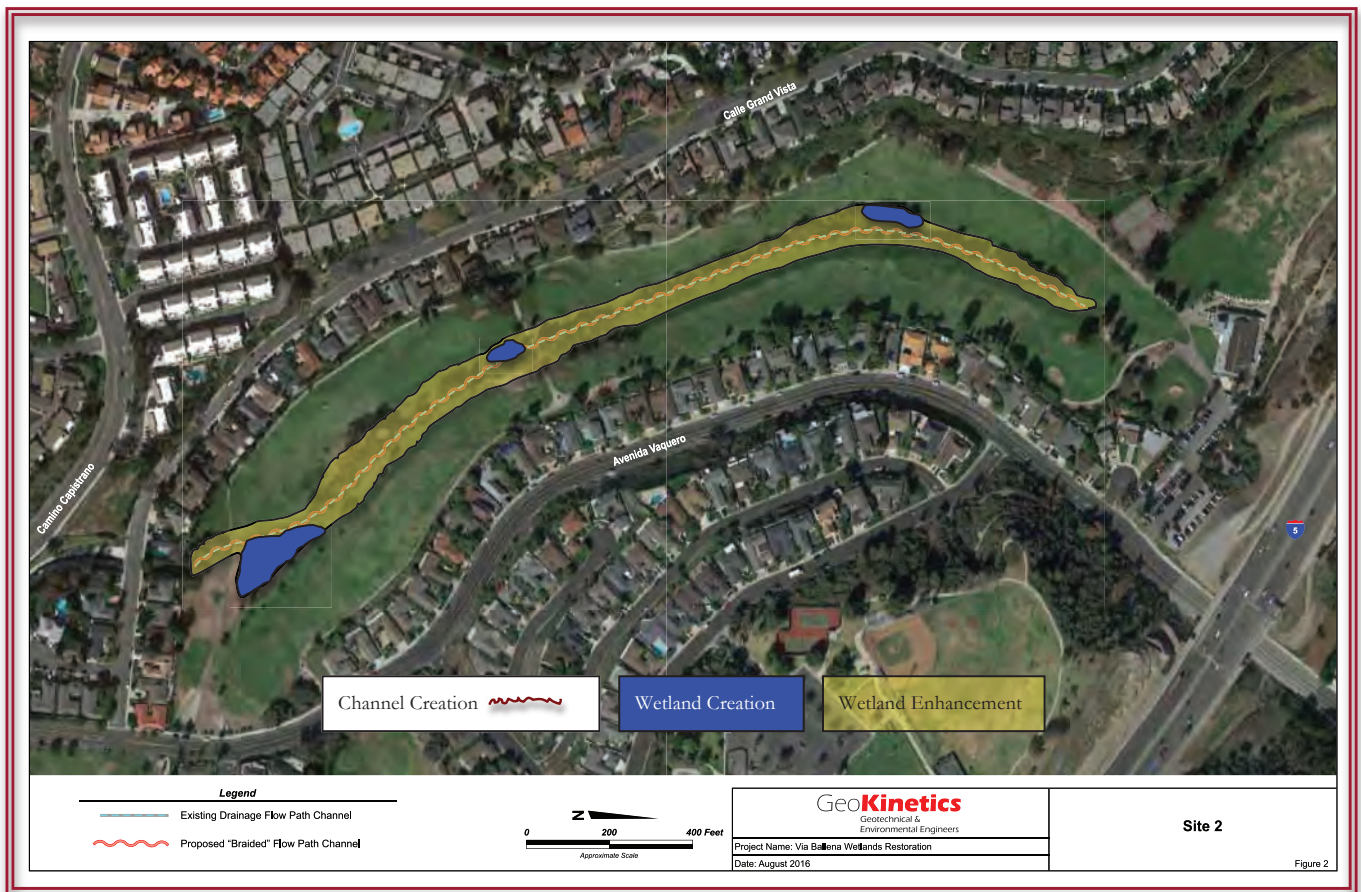 Calle Grand Vista
Camino Capistrano
Avenida Vaquero
5
Channel Creation
Wetland Creation
Wetland Enhancement
Legend
Existing Drainage Flow Path Channel
Proposed "Braided" Flow Path Channel
N
0 200 400 Feet
Approximate Scale
GeoKinetics
Geotechnical &
Environmental Engineers
Project Name: Via Ballena Wetlands Restoration
Date: August 2016
Site 2
Figure 2